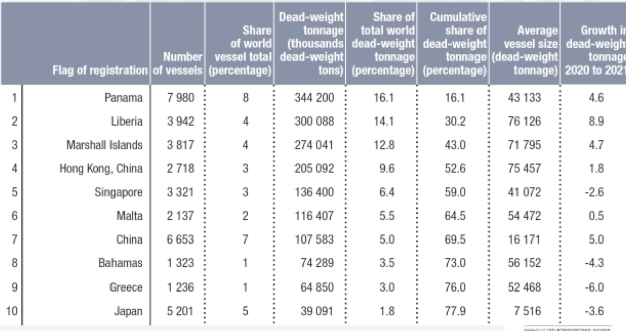 Flag of registration Number of vessels Share of world vessel total (percentage) Dead-weight tonnage (thousands dead-weight tons) Share of total world dead-weight tonnage (percentage) Cumulative share of dead-weight tonnage (percentage) Average vessel size (dead-weight tonnage) Growth in dead-weight tonnage 2020 to 2021
1 Panama 7 980 8 344 200 16.1 16.1 43 133 4.6
2 Liberia 3 942 4 300 088 14.1 30.2 76 126 8.9
3 Marshall Islands 3 817 4 274 041 12.8 43.0 71 795 4.7
4 Hong Kong, China 2 718 3 205 092 9.6 52.6 75 457 1.8
5 Singapore 3 321 3 136 400 6.4 59.0 41 072 -2.6
6 Malta 2 137 2 116 407 5.5 64.5 54 472 0.5
7 China 6 653 7 107 583 5.0 69.5 16 171 5.0
8 Bahamas 1 323 1 74 289 3.5 73.0 56 152 -4.3
9 Greece 1 236 1 64 850 3.0 76.0 52 468 -6.0
10 Japan 5 201 5 39 091 1.8 77.9 7 516 -3.6